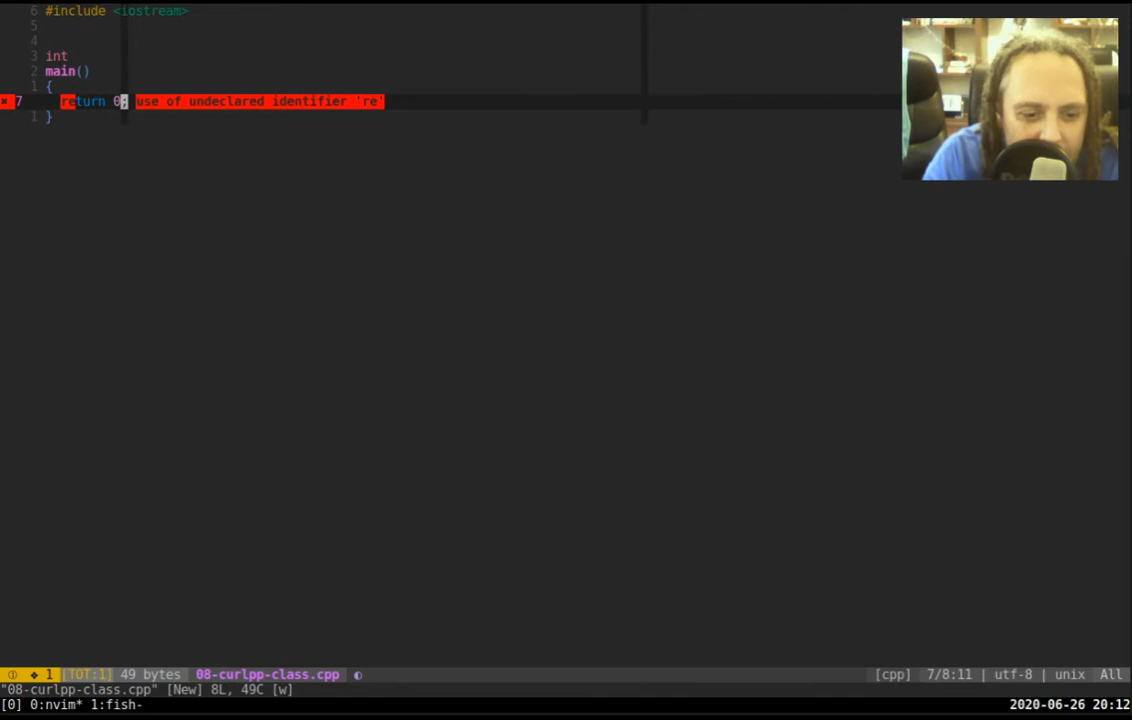 6 #include <iostream>
5
4
3 int
2 main()
1 {
✖ 7 return 0; use of undeclared identifier 're'
1 }
① ❖ 1 [TOT:1] 49 bytes 08-curlpp-class.cpp ◐ [cpp] 7/8:11 | utf-8 | unix | All
"08-curlpp-class.cpp" [New] 8L, 49C [w]
[0] 0:nvim* 1:fish- 2020-06-26 20:12